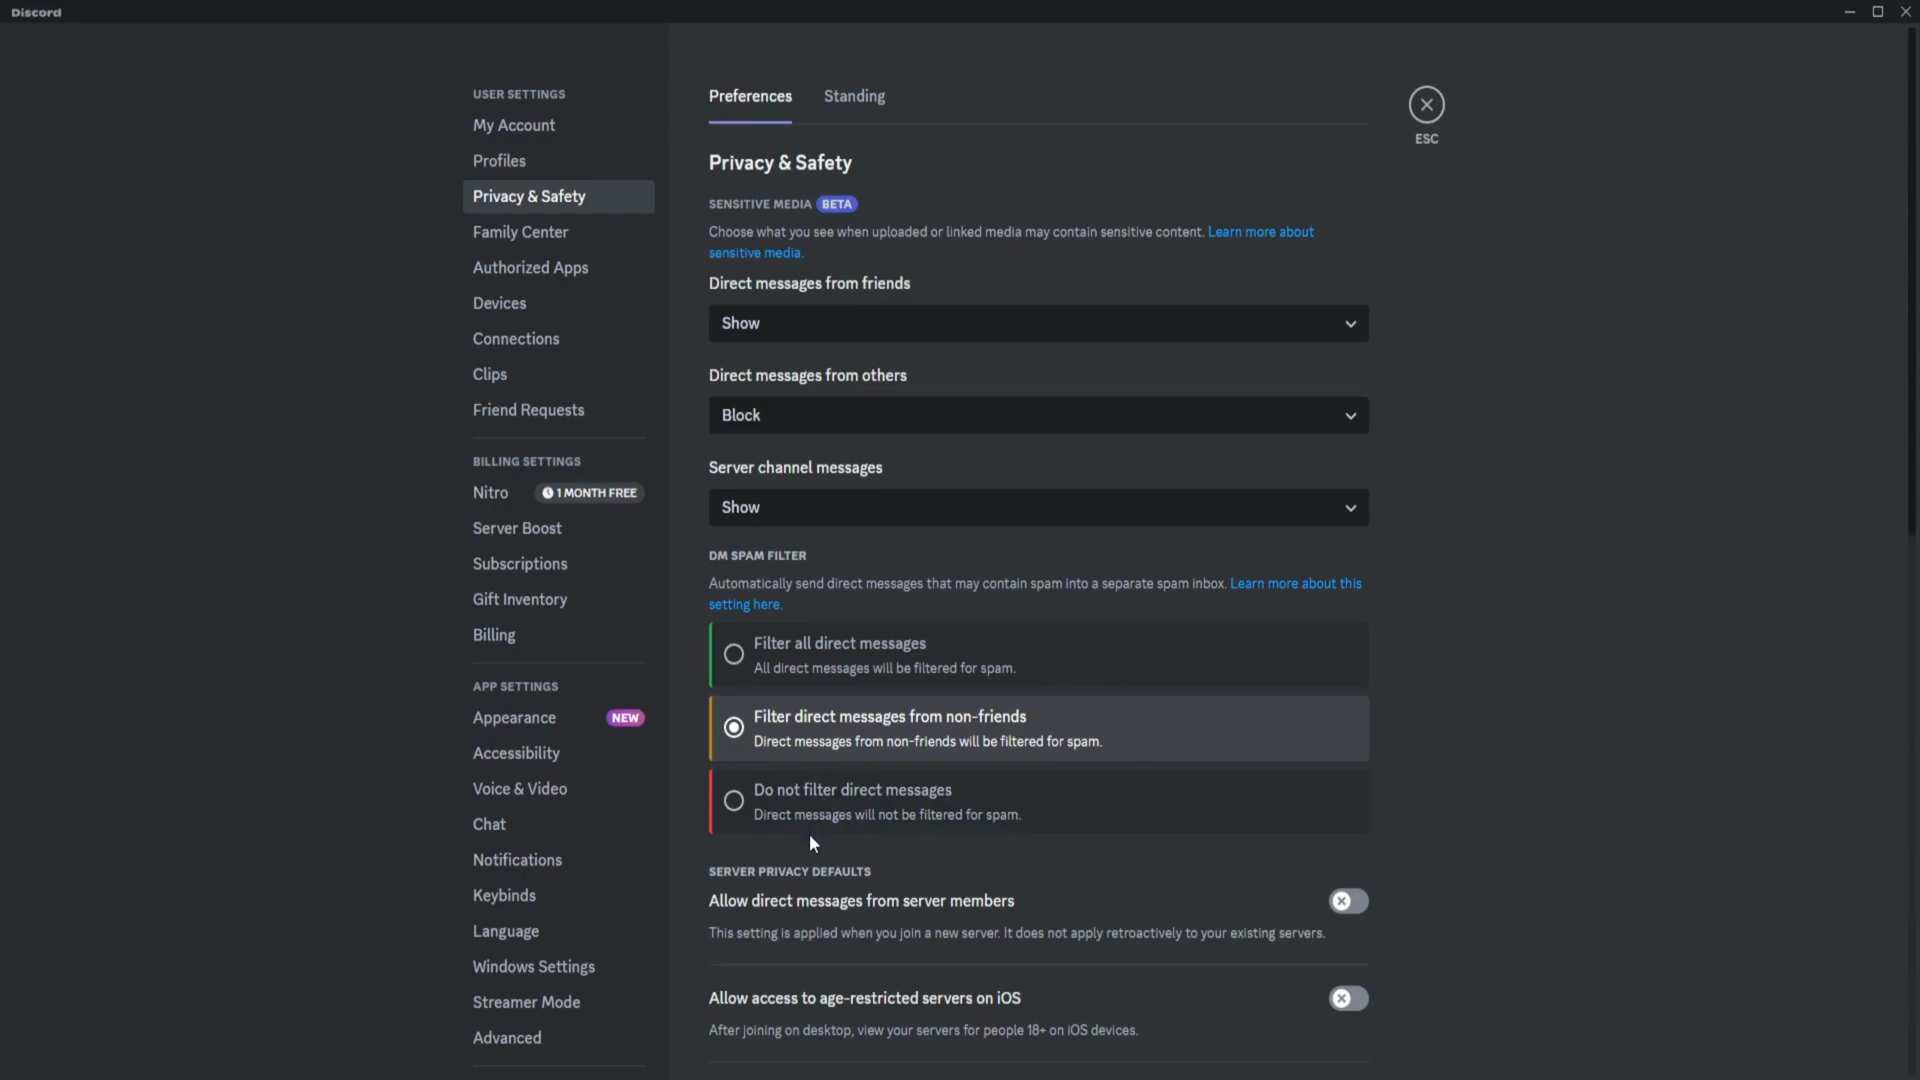 Discord
USER SETTINGS
My Account
Profiles
Privacy & Safety
Family Center
Authorized Apps
Devices
Connections
Clips
Friend Requests
BILLING SETTINGS
Nitro 1 MONTH FREE
Server Boost
Subscriptions
Gift Inventory
Billing
APP SETTINGS
Appearance NEW
Accessibility
Voice & Video
Chat
Notifications
Keybinds
Language
Windows Settings
Streamer Mode
Advanced
Preferences Standing
ESC
Privacy & Safety
SENSITIVE MEDIA BETA
Choose what you see when uploaded or linked media may contain sensitive content. Learn more about
sensitive media.
Direct messages from friends
Show
Direct messages from others
Block
Server channel messages
Show
DM SPAM FILTER
Automatically send direct messages that may contain spam into a separate spam inbox. Learn more about this
setting here.
Filter all direct messages
All direct messages will be filtered for spam.
Filter direct messages from non-friends
Direct messages from non-friends will be filtered for spam.
Do not filter direct messages
Direct messages will not be filtered for spam.
SERVER PRIVACY DEFAULTS
Allow direct messages from server members
This setting is applied when you join a new server. It does not apply retroactively to your existing servers.
Allow access to age-restricted servers on iOS
After joining on desktop, view your servers for people 18+ on iOS devices.